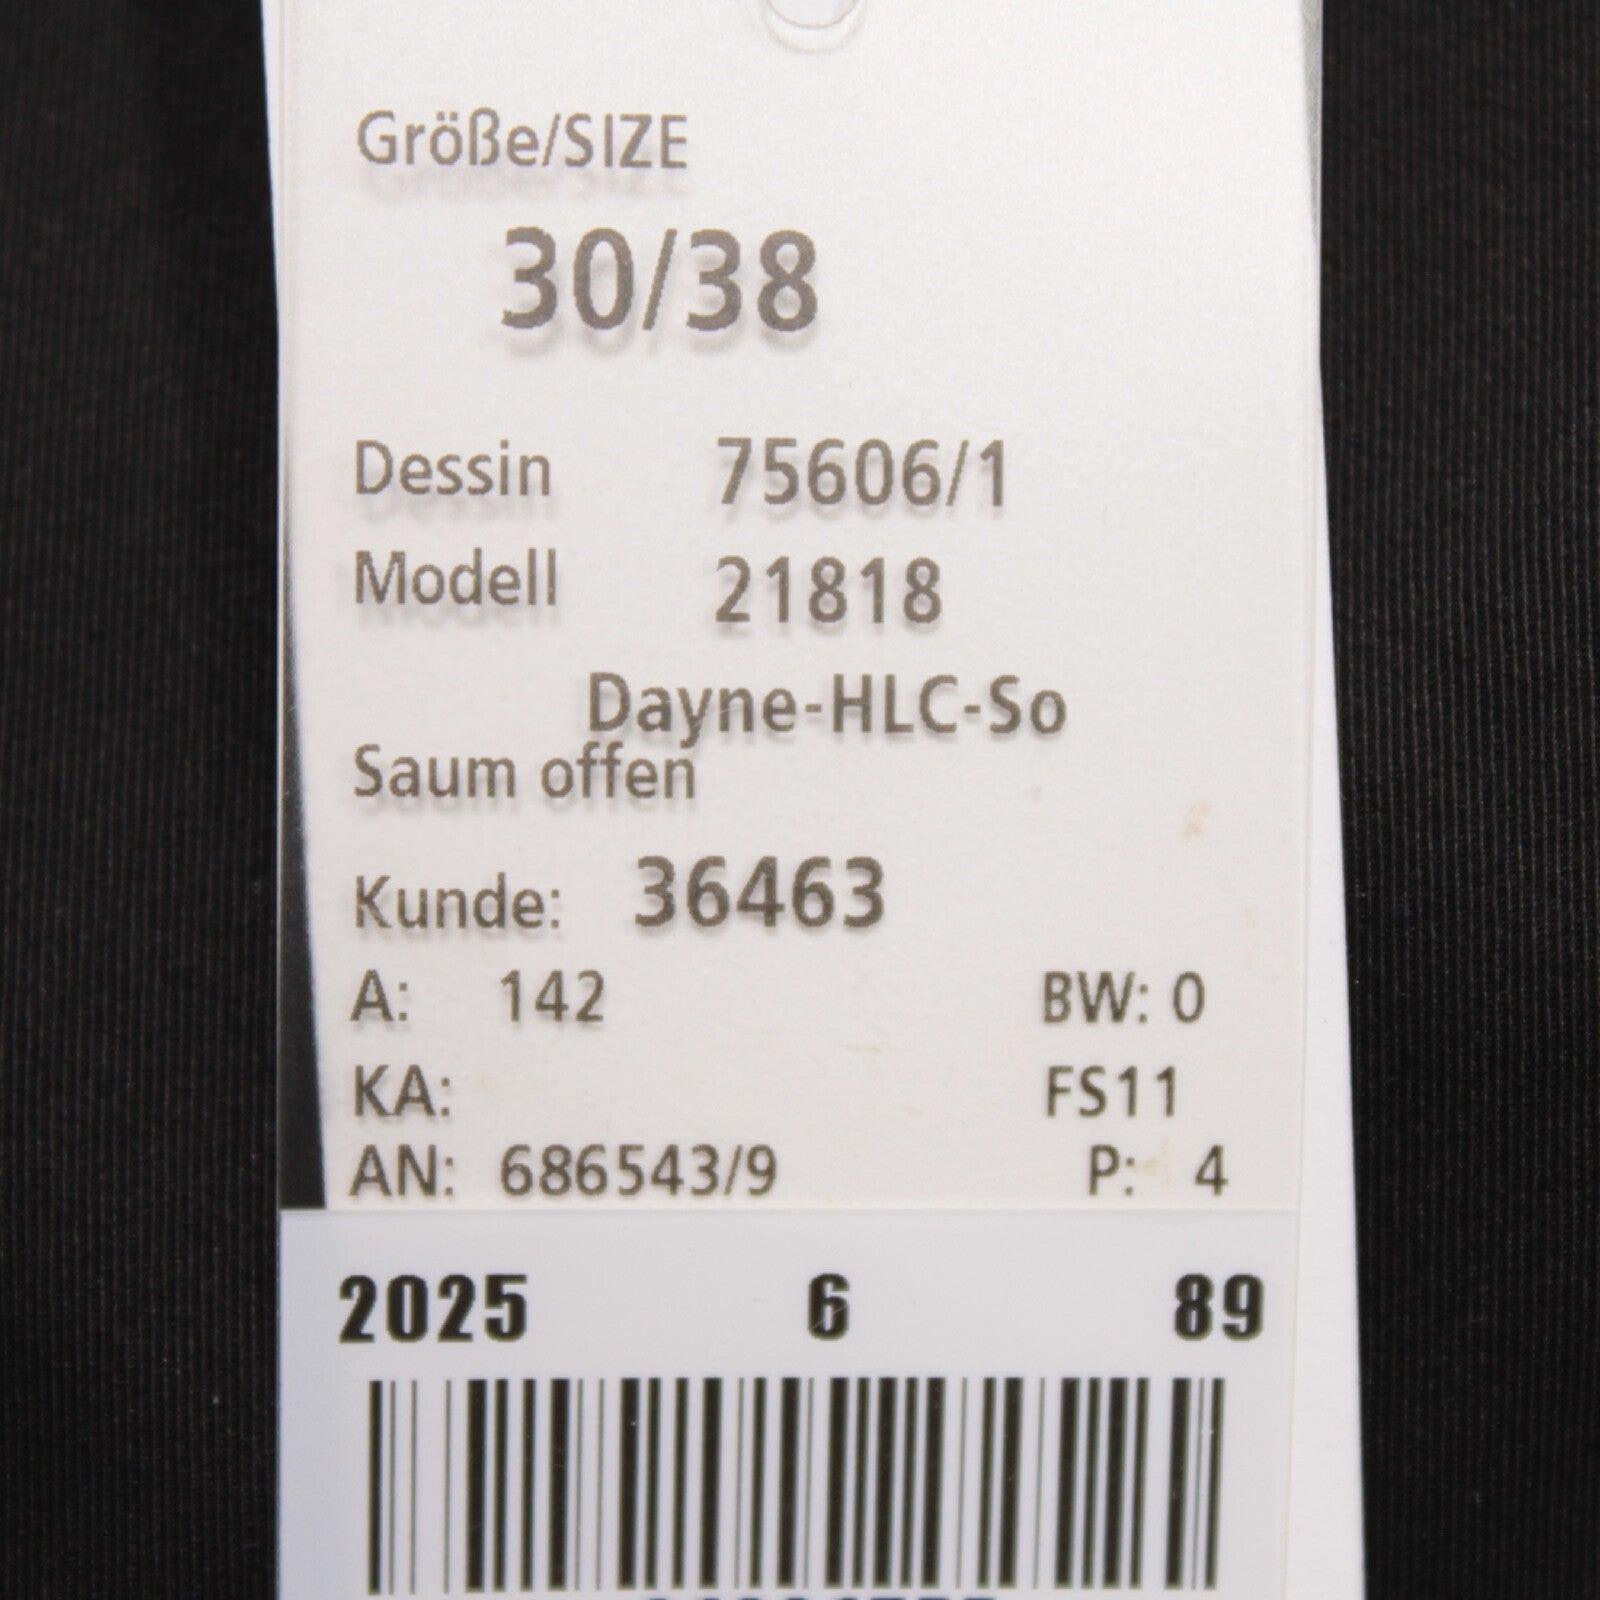 Größe/SIZE
30/38
Dessin 75606/1
Modell 21818
Dayne-HLC-So
Saum offen
Kunde: 36463
A: 142 BW: 0
KA: FS11
AN: 686543/9 P: 4
2025 6 89